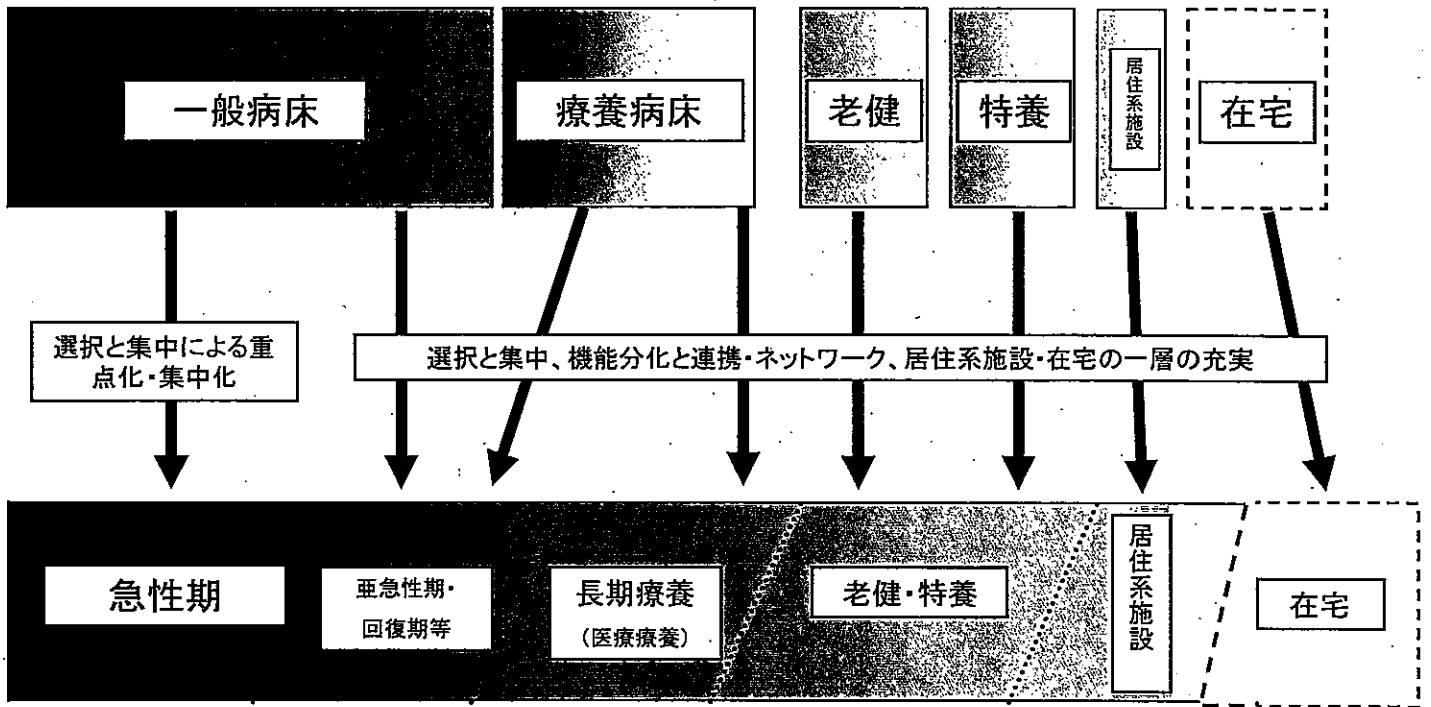 一般病床
療養病床
老健
特養
居住系施設
在宅
選択と集中による重
点化・集中化
選択と集中、機能分化と連携・ネットワーク、居住系施設・在宅の一層の充実
急性期
亜急性期・
回復期等
長期療養
(医療療養)
老健・特養
居住系施設
在宅